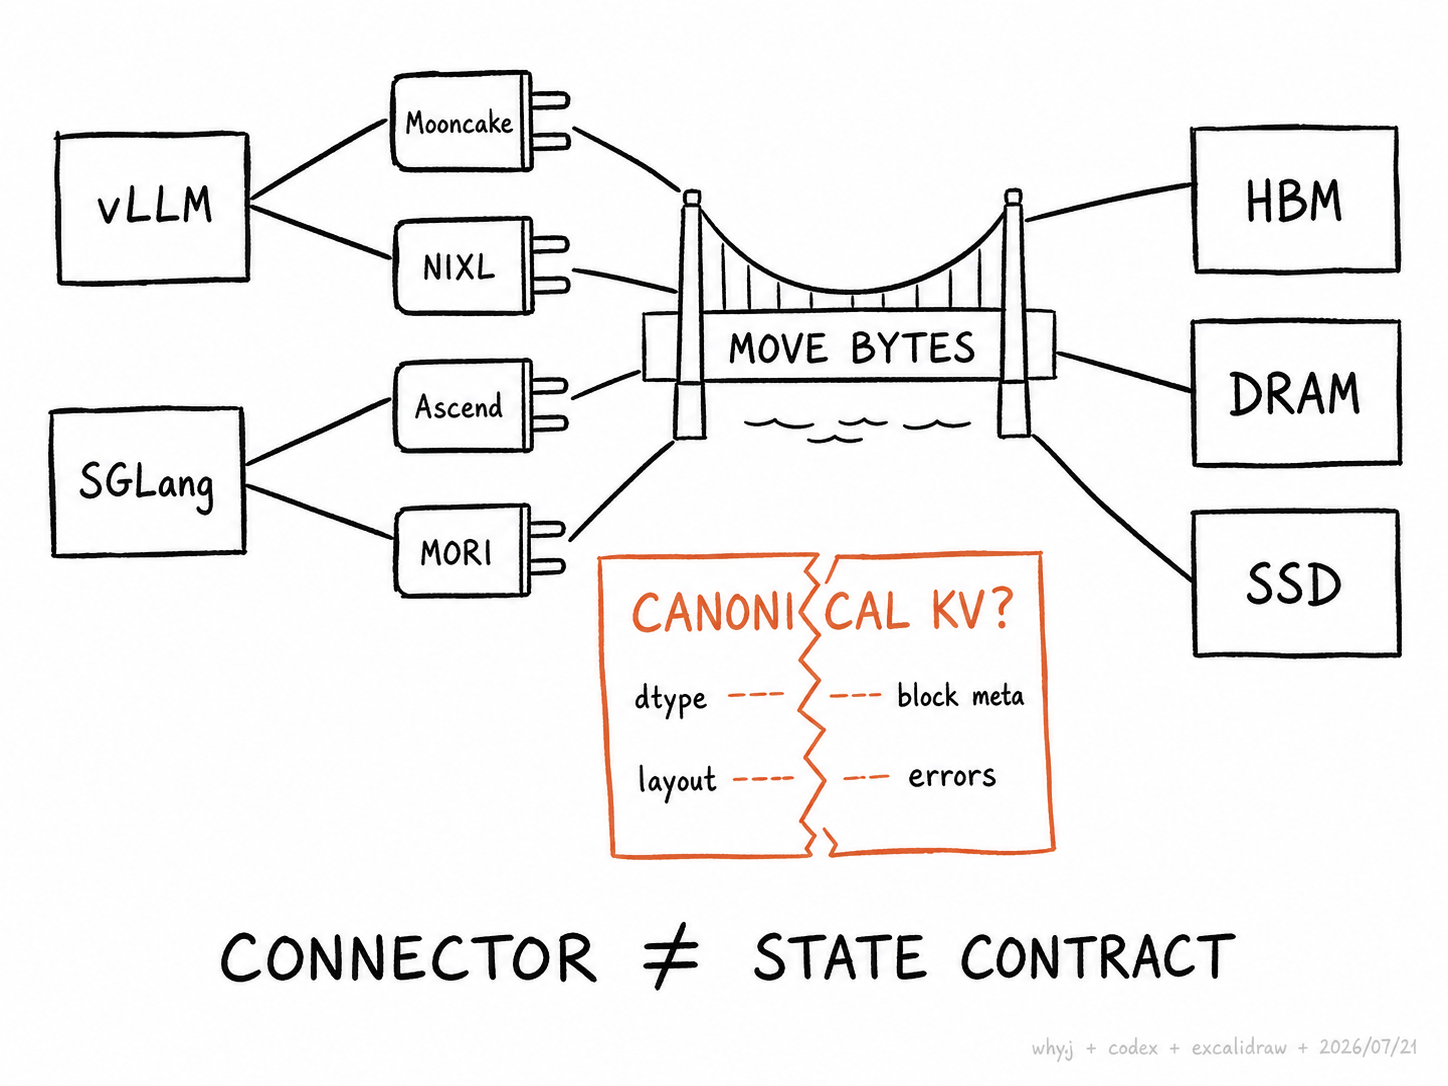 vLLM
SGLang
Mooncake
NIXL
Ascend
MORI
MOVE BYTES
HBM
DRAM
SSD
CANONICAL KV?
dtype --- --- block meta
layout ---- --- errors
CONNECTOR ≠ STATE CONTRACT
why.j + codex + excalidraw + 2026/07/21